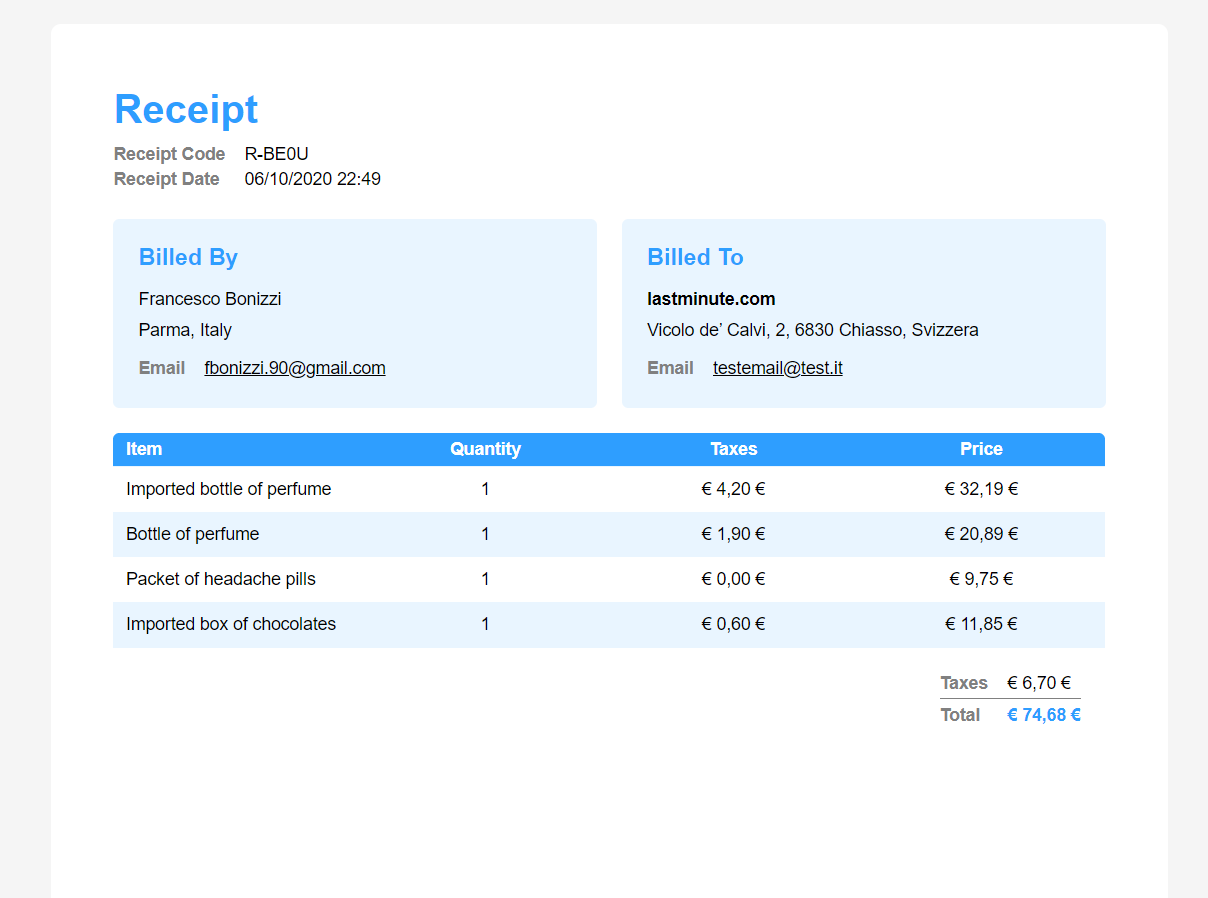 Receipt
Receipt Code R-BE0U
Receipt Date 06/10/2020 22:49
Billed By
Francesco Bonizzi
Parma, Italy
Email fbonizzi.90@gmail.com
Billed To
lastminute.com
Vicolo de’ Calvi, 2, 6830 Chiasso, Svizzera
Email testemail@test.it
Item Quantity Taxes Price
Imported bottle of perfume 1 € 4,20 € € 32,19 €
Bottle of perfume 1 € 1,90 € € 20,89 €
Packet of headache pills 1 € 0,00 € € 9,75 €
Imported box of chocolates 1 € 0,60 € € 11,85 €
Taxes € 6,70 €
Total € 74,68 €